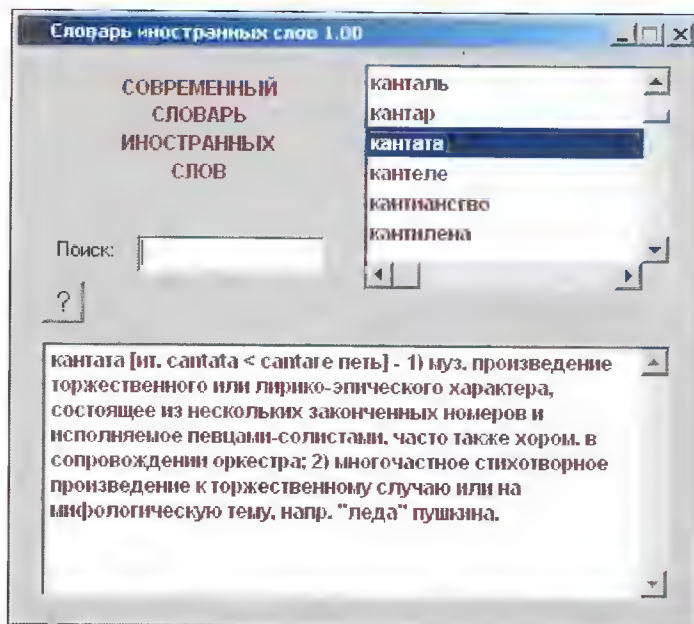 Словарь иностранных слов 1.00
СОВРЕМЕННЫЙ
СЛОВАРЬ
ИНОСТРАННЫХ
СЛОВ
канталь
кантар
кантата
кантеле
кантианство
кантилена
Поиск:
?
кантата [ит. cantata < cantare петь] - 1) муз. произведение
торжественного или лирико-эпического характера,
состоящее из нескольких законченных номеров и
исполняемое певцами-солистами, часто также хором, в
сопровождении оркестра; 2) многочастное стихотворное
произведение к торжественному случаю или на
мифологическую тему, напр. "леда" пушкина.